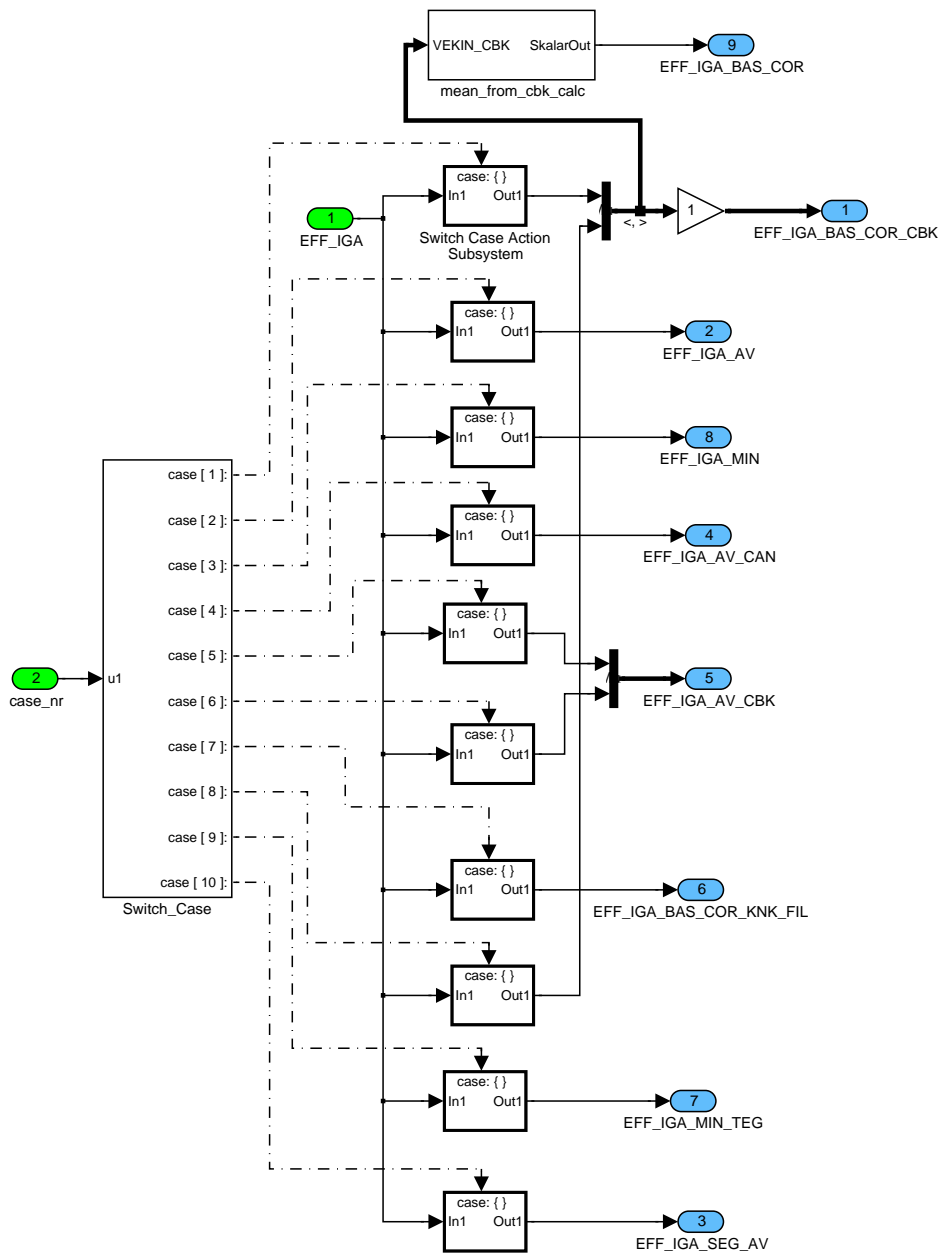 VEKIN_CBK SkalarOut
mean_from_cbk_calc
9
EFF_IGA_BAS_COR
case: { }
In1 Out1
Switch Case Action
Subsystem
1
EFF_IGA
<, >
1
1
EFF_IGA_BAS_COR_CBK
case: { }
In1 Out1
2
EFF_IGA_AV
case: { }
In1 Out1
8
EFF_IGA_MIN
case: { }
In1 Out1
4
EFF_IGA_AV_CAN
case: { }
In1 Out1
5
EFF_IGA_AV_CBK
case: { }
In1 Out1
case: { }
In1 Out1
6
EFF_IGA_BAS_COR_KNK_FIL
case: { }
In1 Out1
case: { }
In1 Out1
7
EFF_IGA_MIN_TEG
case: { }
In1 Out1
3
EFF_IGA_SEG_AV
2
case_nr
u1
case [ 1 ]:
case [ 2 ]:
case [ 3 ]:
case [ 4 ]:
case [ 5 ]:
case [ 6 ]:
case [ 7 ]:
case [ 8 ]:
case [ 9 ]:
case [ 10 ]:
Switch_Case